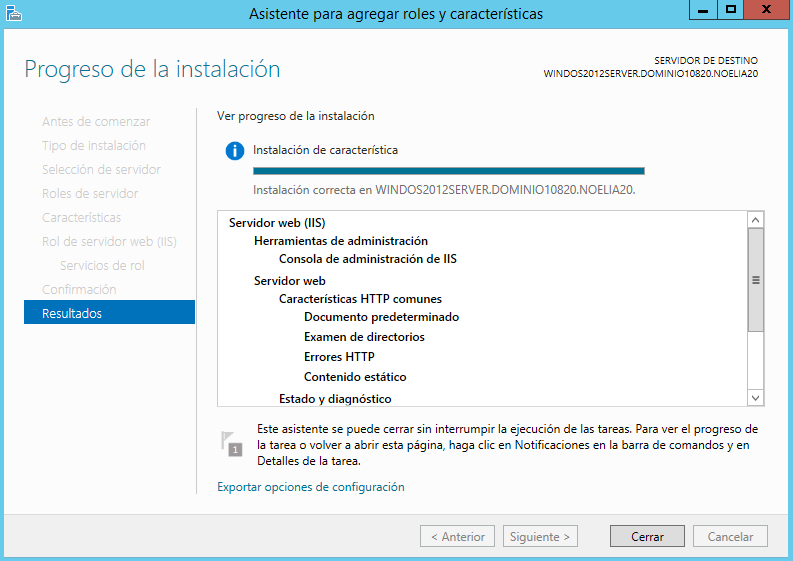 Asistente para agregar roles y características
Progreso de la instalación
SERVIDOR DE DESTINO
WINDOS2012SERVER.DOMINIO10820.NOELIA20
Antes de comenzar
Tipo de instalación
Selección de servidor
Roles de servidor
Características
Rol de servidor web (IIS)
Servicios de rol
Confirmación
Resultados
Ver progreso de la instalación
Instalación de característica
Instalación correcta en WINDOS2012SERVER.DOMINIO10820.NOELIA20.
Servidor web (IIS)
Herramientas de administración
Consola de administración de IIS
Servidor web
Características HTTP comunes
Documento predeterminado
Examen de directorios
Errores HTTP
Contenido estático
Estado y diagnóstico
1
Este asistente se puede cerrar sin interrumpir la ejecución de las tareas. Para ver el progreso de
la tarea o volver a abrir esta página, haga clic en Notificaciones en la barra de comandos y en
Detalles de la tarea.
Exportar opciones de configuración
< Anterior
Siguiente >
Cerrar
Cancelar